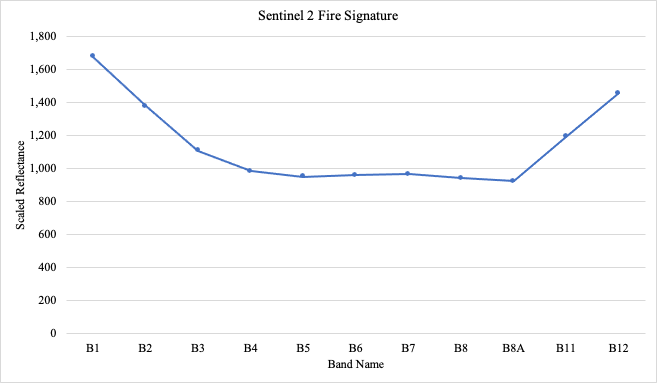 Sentinel 2 Fire Signature
1,800
1,600
1,400
1,200
1,000
800
600
400
200
0
Scaled Reflectance
B1 B2 B3 B4 B5 B6 B7 B8 B8A B11 B12
Band Name